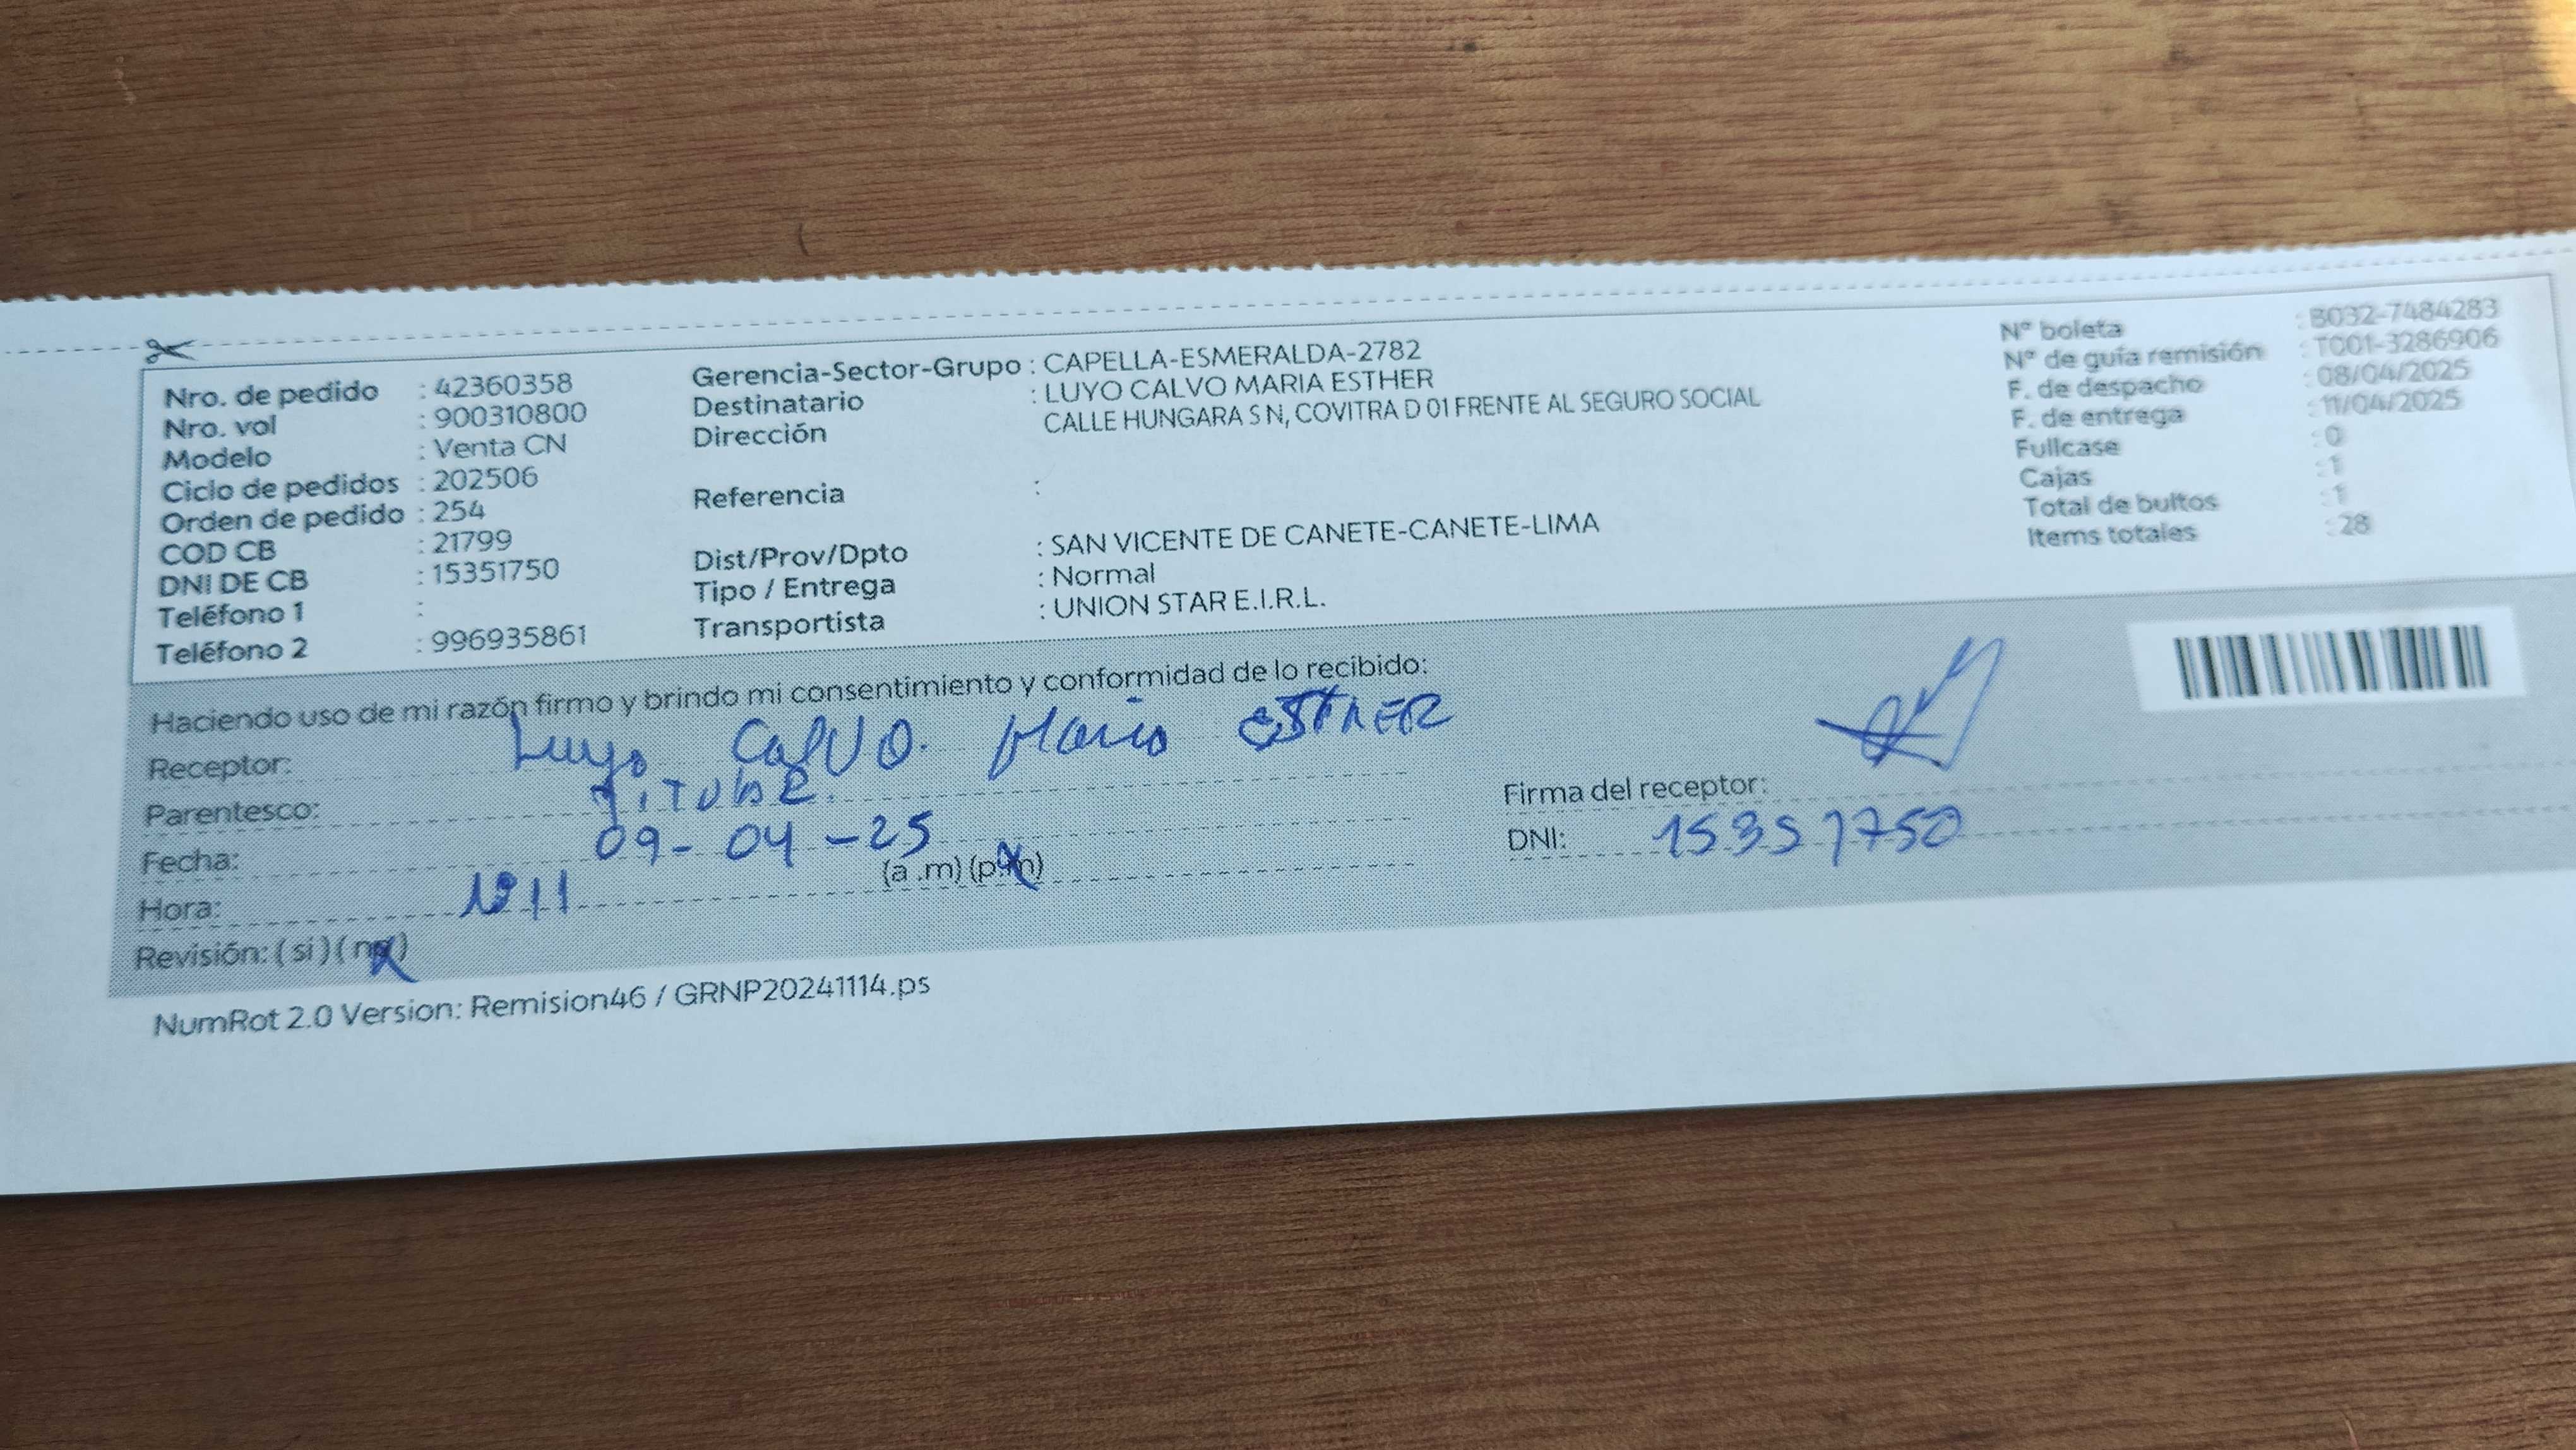 Nro. de pedido : 42360358
Nro. vol : 900310800
Modelo : Venta CN
Ciclo de pedidos : 202506
Orden de pedido : 254
COD CB : 21799
DNI DE CB : 15351750
Teléfono 1 :
Teléfono 2 : 996935861
Gerencia-Sector-Grupo : CAPELLA-ESMERALDA-2782
Destinatario : LUYO CALVO MARIA ESTHER
Dirección CALLE HUNGARA S N, COVITRA D 01 FRENTE AL SEGURO SOCIAL
Referencia :
Dist/Prov/Dpto : SAN VICENTE DE CANETE-CANETE-LIMA
Tipo / Entrega : Normal
Transportista : UNION STAR E.I.R.L.
N° boleta : B032-7484283
N° de guía remisión : T001-3286906
F. de despacho : 08/04/2025
F. de entrega : 11/04/2025
Fullcase : 0
Cajas : 1
Total de bultos : 1
Items totales : 28
Haciendo uso de mi razón firmo y brindo mi consentimiento y conformidad de lo recibido:
Receptor: Luyo Calvo Maria ESTHER
Parentesco:
Fecha: 09-04-25
Hora: (a .m) (p.m)
Revisión: ( si ) ( no )
Firma del receptor:
DNI: 15351750
NumRot 2.0 Version: Remision46 / GRNP20241114.ps